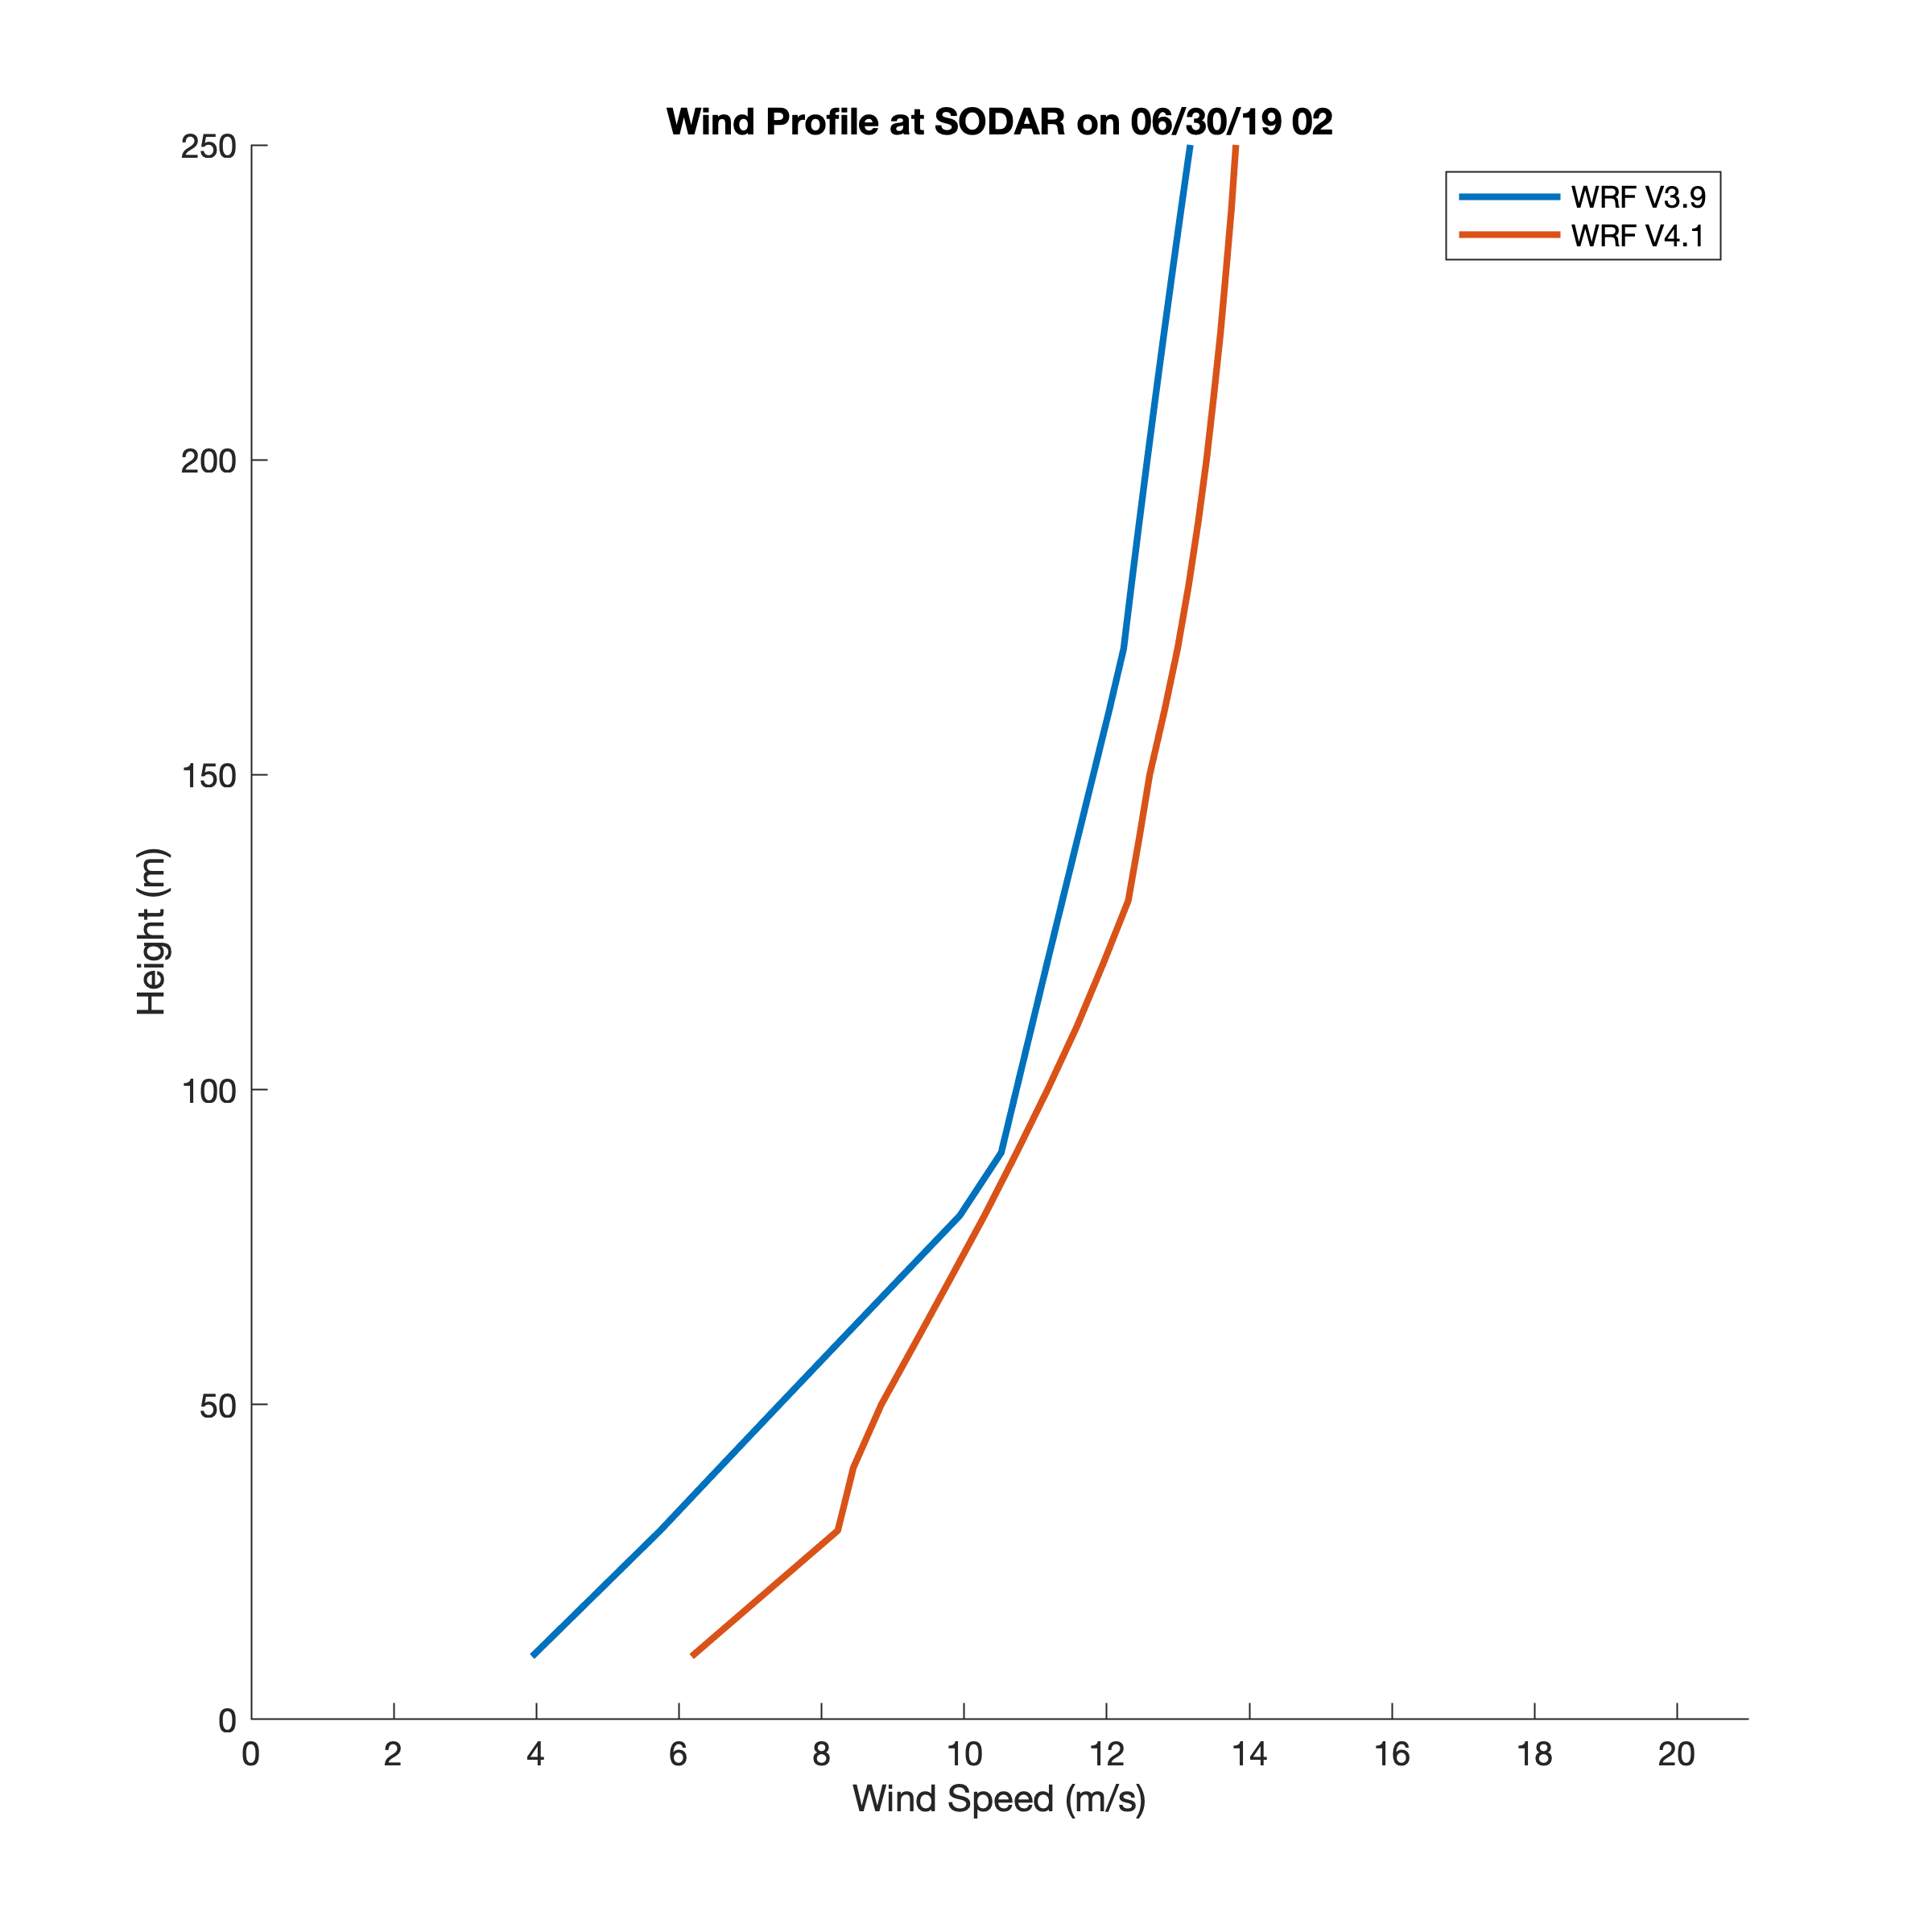 Wind Profile at SODAR on 06/30/19 02
WRF V3.9
WRF V4.1
250
200
150
100
50
0
Height (m)
0 2 4 6 8 10 12 14 16 18 20
Wind Speed (m/s)